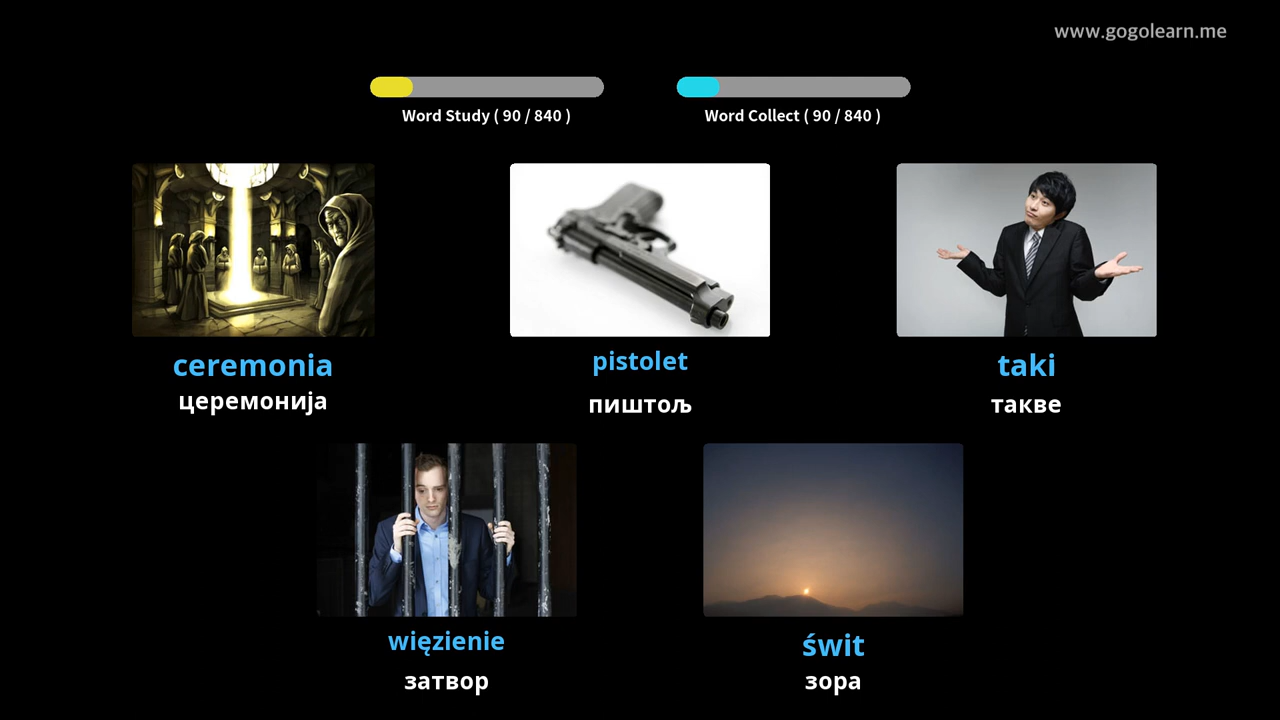 www.gogolearn.me
Word Study ( 90 / 840 )
Word Collect ( 90 / 840 )
ceremonia
церемонија
pistolet
пиштољ
taki
такве
więzienie
затвор
świt
зора